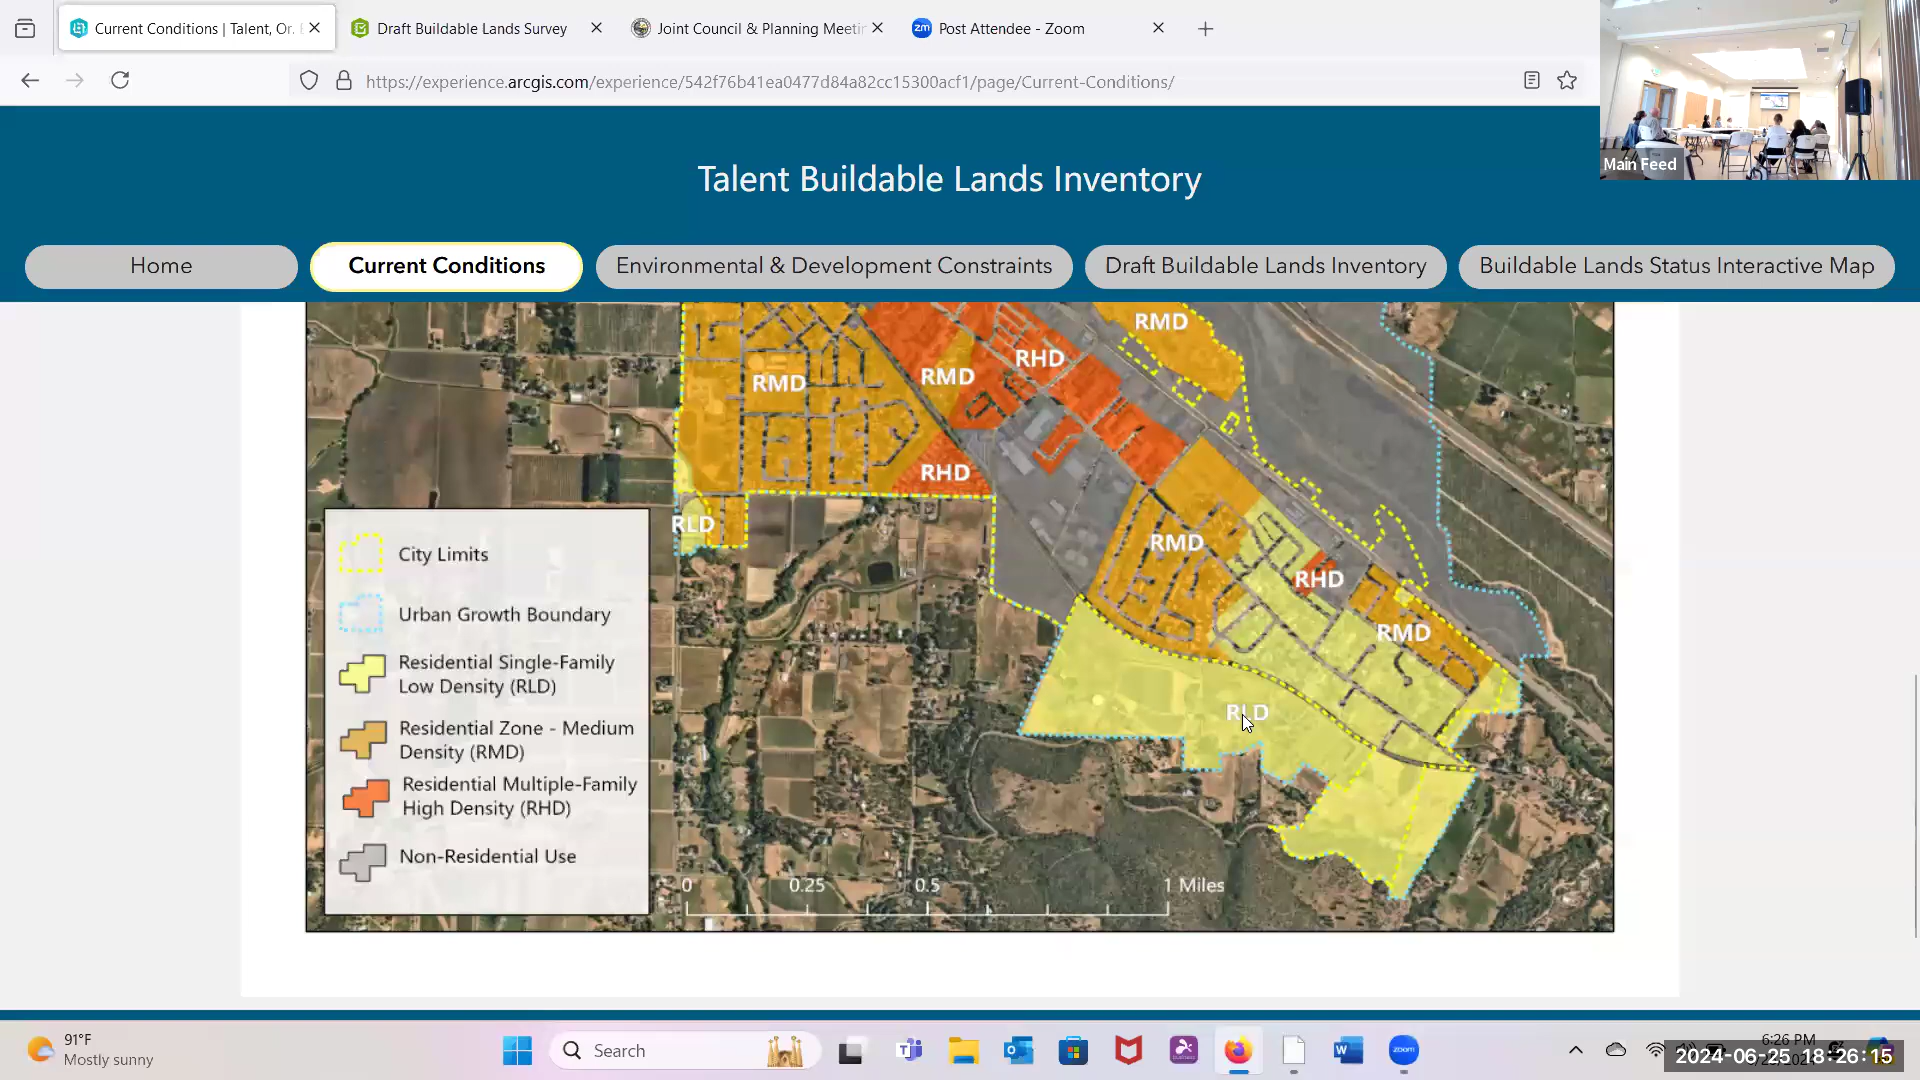 Current Conditions | Talent, Or.
Draft Buildable Lands Survey
Joint Council & Planning Meetin
zm Post Attendee - Zoom
https://experience.arcgis.com/experience/542f76b41ea0477d84a82cc15300acf1/page/Current-Conditions/
Main Feed
Talent Buildable Lands Inventory
Home
Current Conditions
Environmental & Development Constraints
Draft Buildable Lands Inventory
Buildable Lands Status Interactive Map
RMD
RHD
RMD
RMD
RHD
RLD
RMD
RHD
RMD
RLD
City Limits
Urban Growth Boundary
Residential Single-Family
Low Density (RLD)
Residential Zone - Medium
Density (RMD)
Residential Multiple-Family
High Density (RHD)
Non-Residential Use
0 0.25 0.5 1 Miles
91°F
Mostly sunny
Search
zoom
6:26 PM
2024-06-25 18:26:15